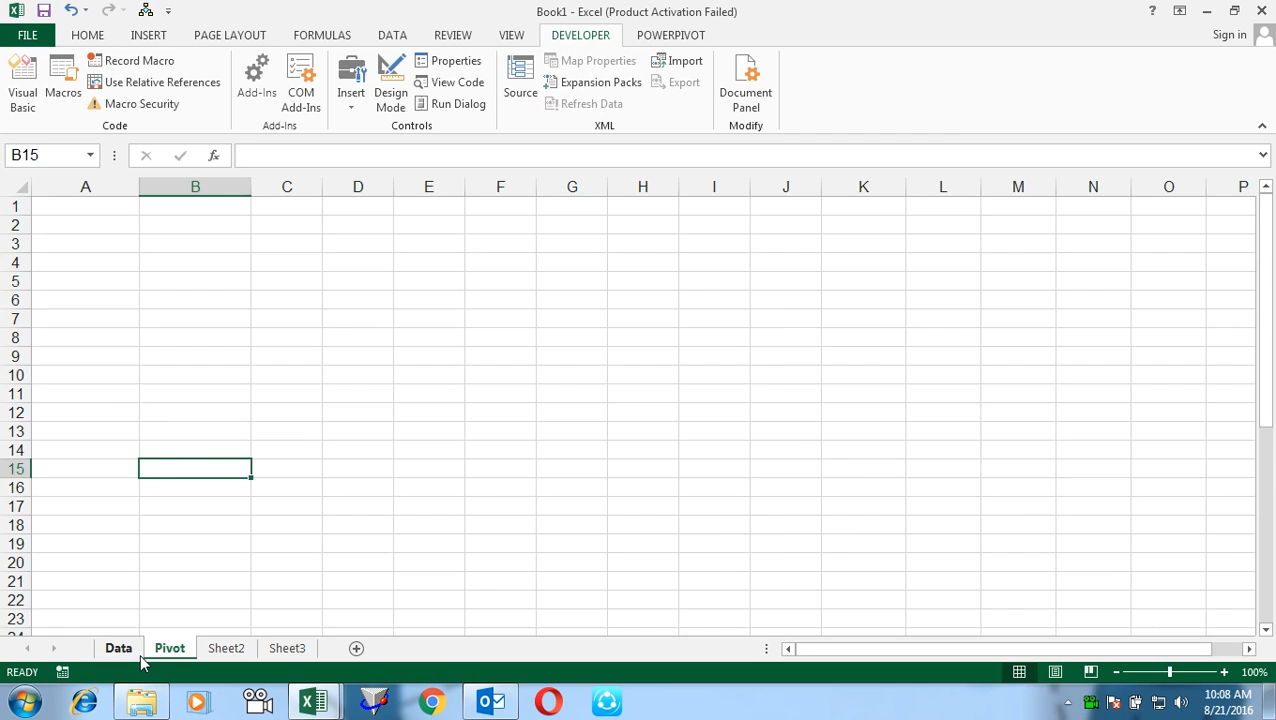 Book1 - Excel (Product Activation Failed)
FILE HOME INSERT PAGE LAYOUT FORMULAS DATA REVIEW VIEW DEVELOPER POWERPIVOT Sign in
Visual Basic
Macros
Record Macro
Use Relative References
Macro Security
Code
Add-Ins
COM Add-Ins
Add-Ins
Insert
Design Mode
Properties
View Code
Run Dialog
Controls
Source
Map Properties
Expansion Packs
Refresh Data
Import
Export
XML
Document Panel
Modify
B15
fx
A B C D E F G H I J K L M N O P
1
2
3
4
5
6
7
8
9
10
11
12
13
14
15
16
17
18
19
20
21
22
23
24
Data Pivot Sheet2 Sheet3
READY 100%
10:08 AM
8/21/2016